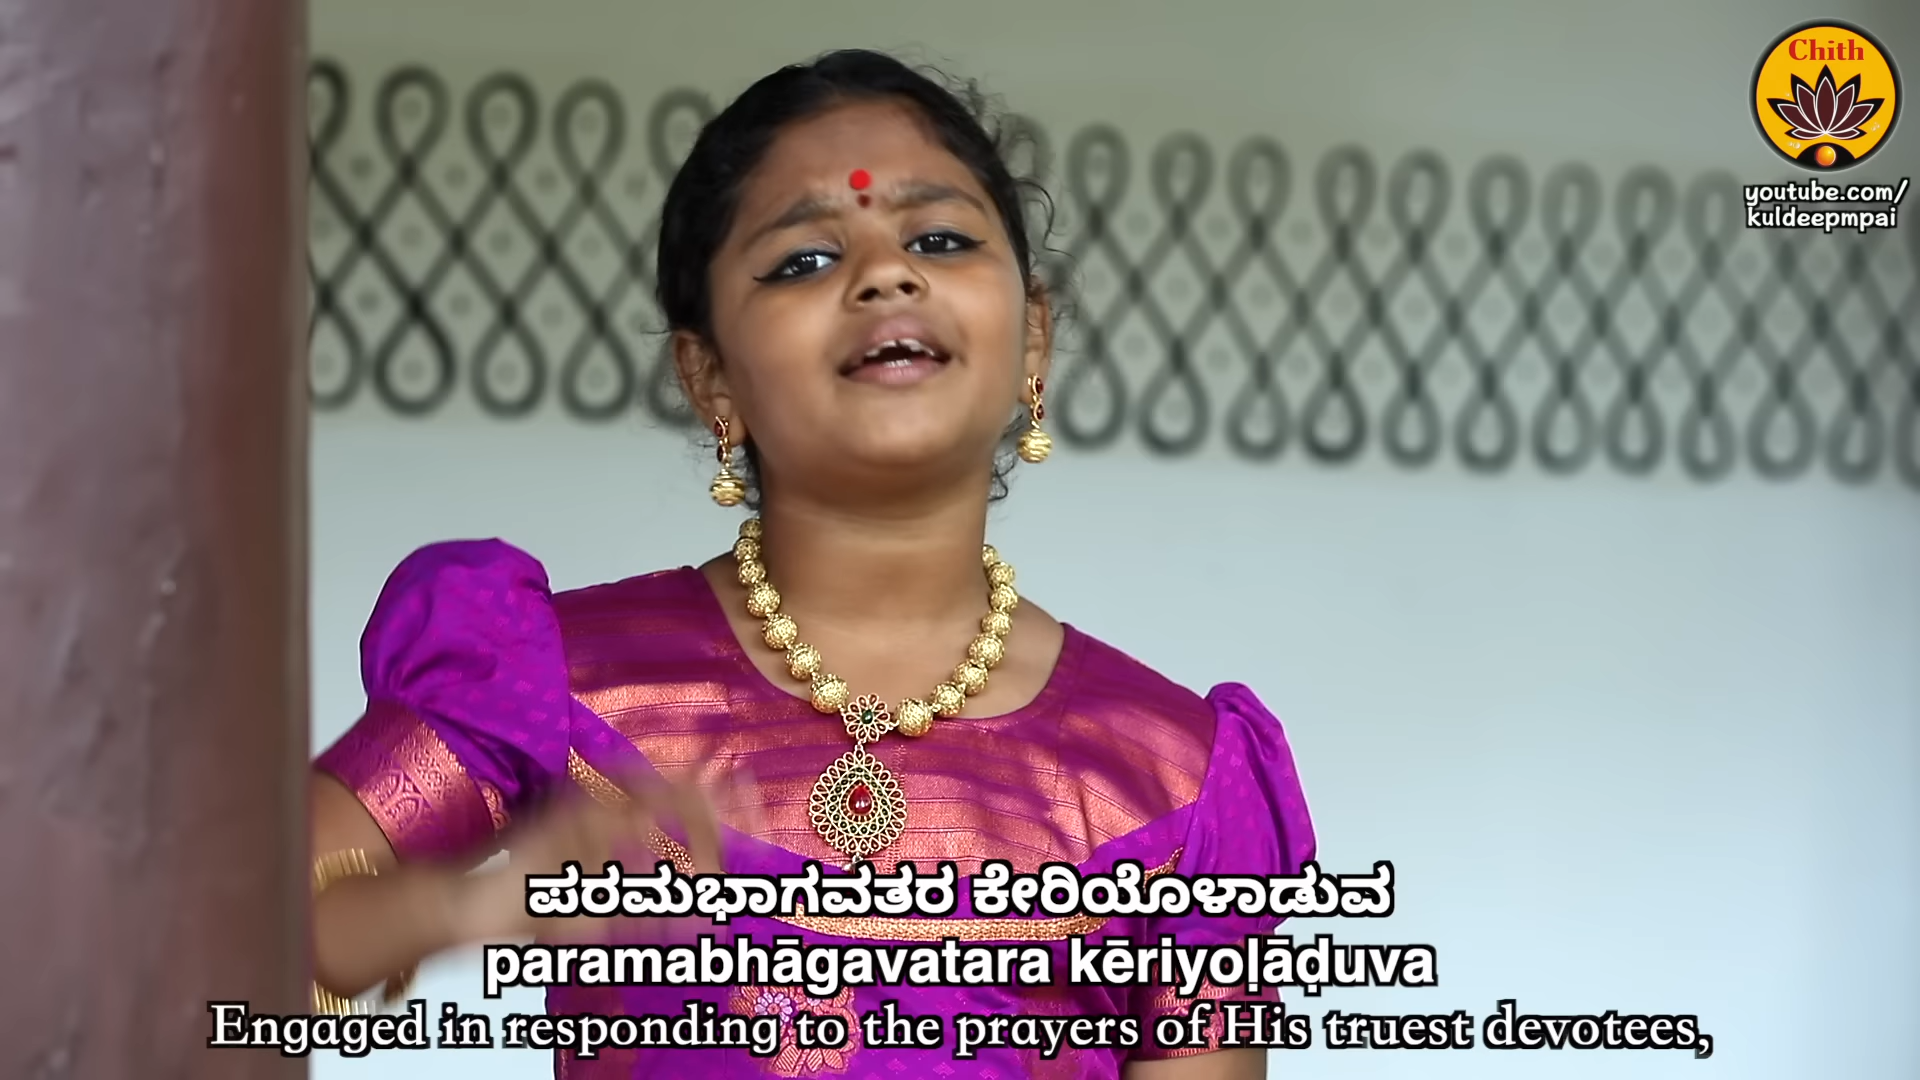 Chith
youtube.com/
kuldeepmpai
ಪರಮಭಾಗವತರ ಕೇರಿಯೊಳಾಡುವ
paramabhāgavatara kēriyoḷāḍuva
Engaged in responding to the prayers of His truest devotees,